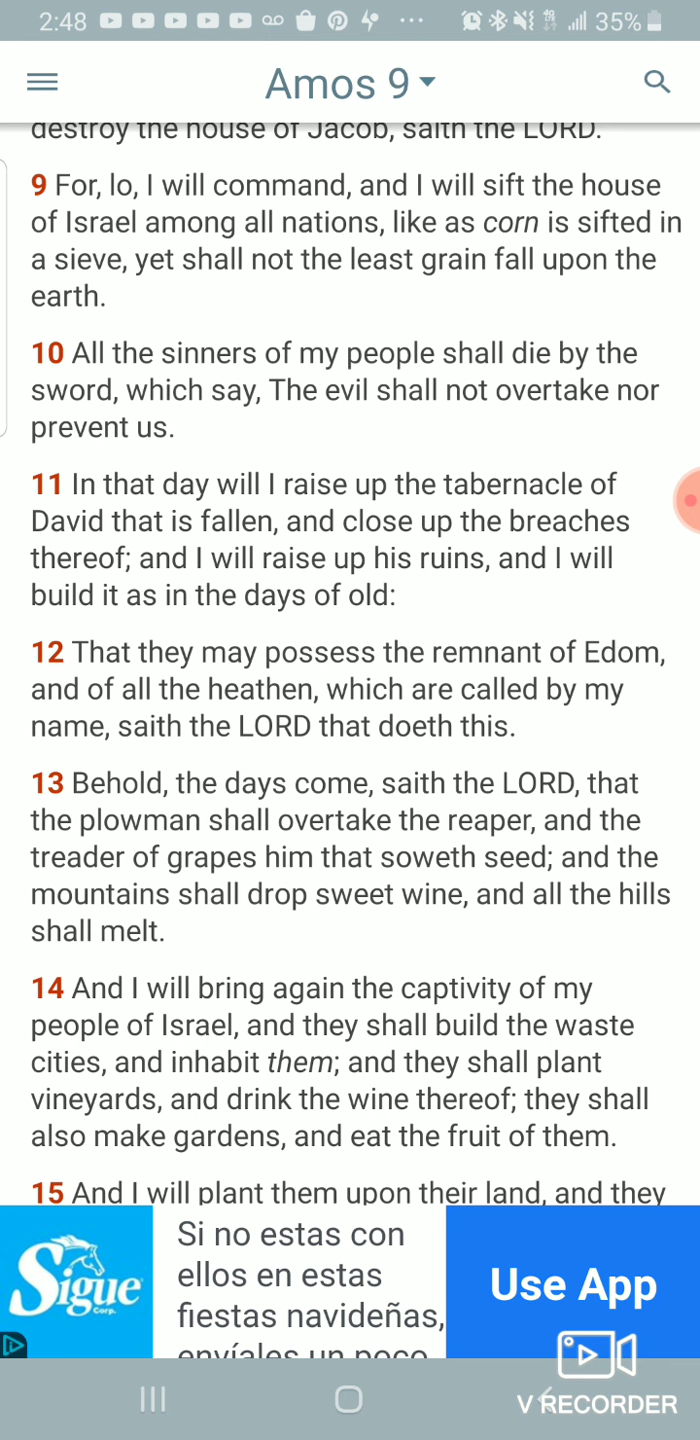 2:48
35%
Amos 9
destroy the house of Jacob, saith the LORD.
9 For, lo, I will command, and I will sift the house
of Israel among all nations, like as corn is sifted in
a sieve, yet shall not the least grain fall upon the
earth.
10 All the sinners of my people shall die by the
sword, which say, The evil shall not overtake nor
prevent us.
11 In that day will I raise up the tabernacle of
David that is fallen, and close up the breaches
thereof; and I will raise up his ruins, and I will
build it as in the days of old:
12 That they may possess the remnant of Edom,
and of all the heathen, which are called by my
name, saith the LORD that doeth this.
13 Behold, the days come, saith the LORD, that
the plowman shall overtake the reaper, and the
treader of grapes him that soweth seed; and the
mountains shall drop sweet wine, and all the hills
shall melt.
14 And I will bring again the captivity of my
people of Israel, and they shall build the waste
cities, and inhabit them; and they shall plant
vineyards, and drink the wine thereof; they shall
also make gardens, and eat the fruit of them.
15 And I will plant them upon their land, and they
Sigue
Corp.
Si no estas con
ellos en estas
fiestas navideñas,
envíales un poco
Use App
V RECORDER